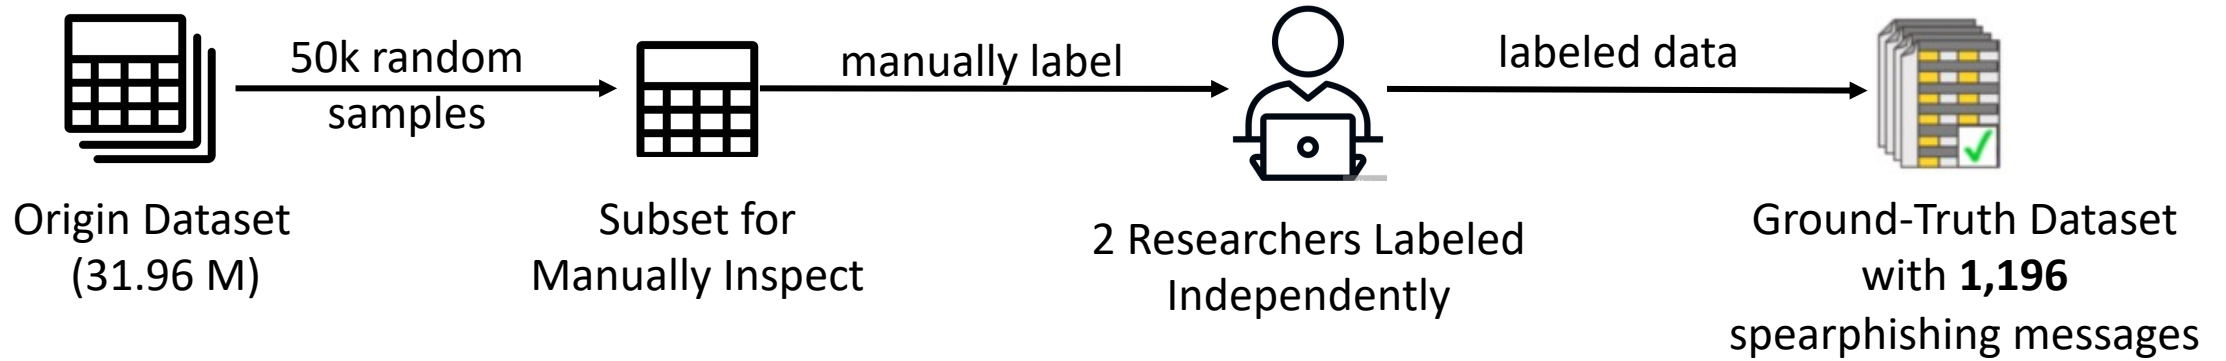 50k random
samples
manually label
labeled data
Origin Dataset
(31.96 M)
Subset for
Manually Inspect
2 Researchers Labeled
Independently
Ground-Truth Dataset
with 1,196
spearphishing messages